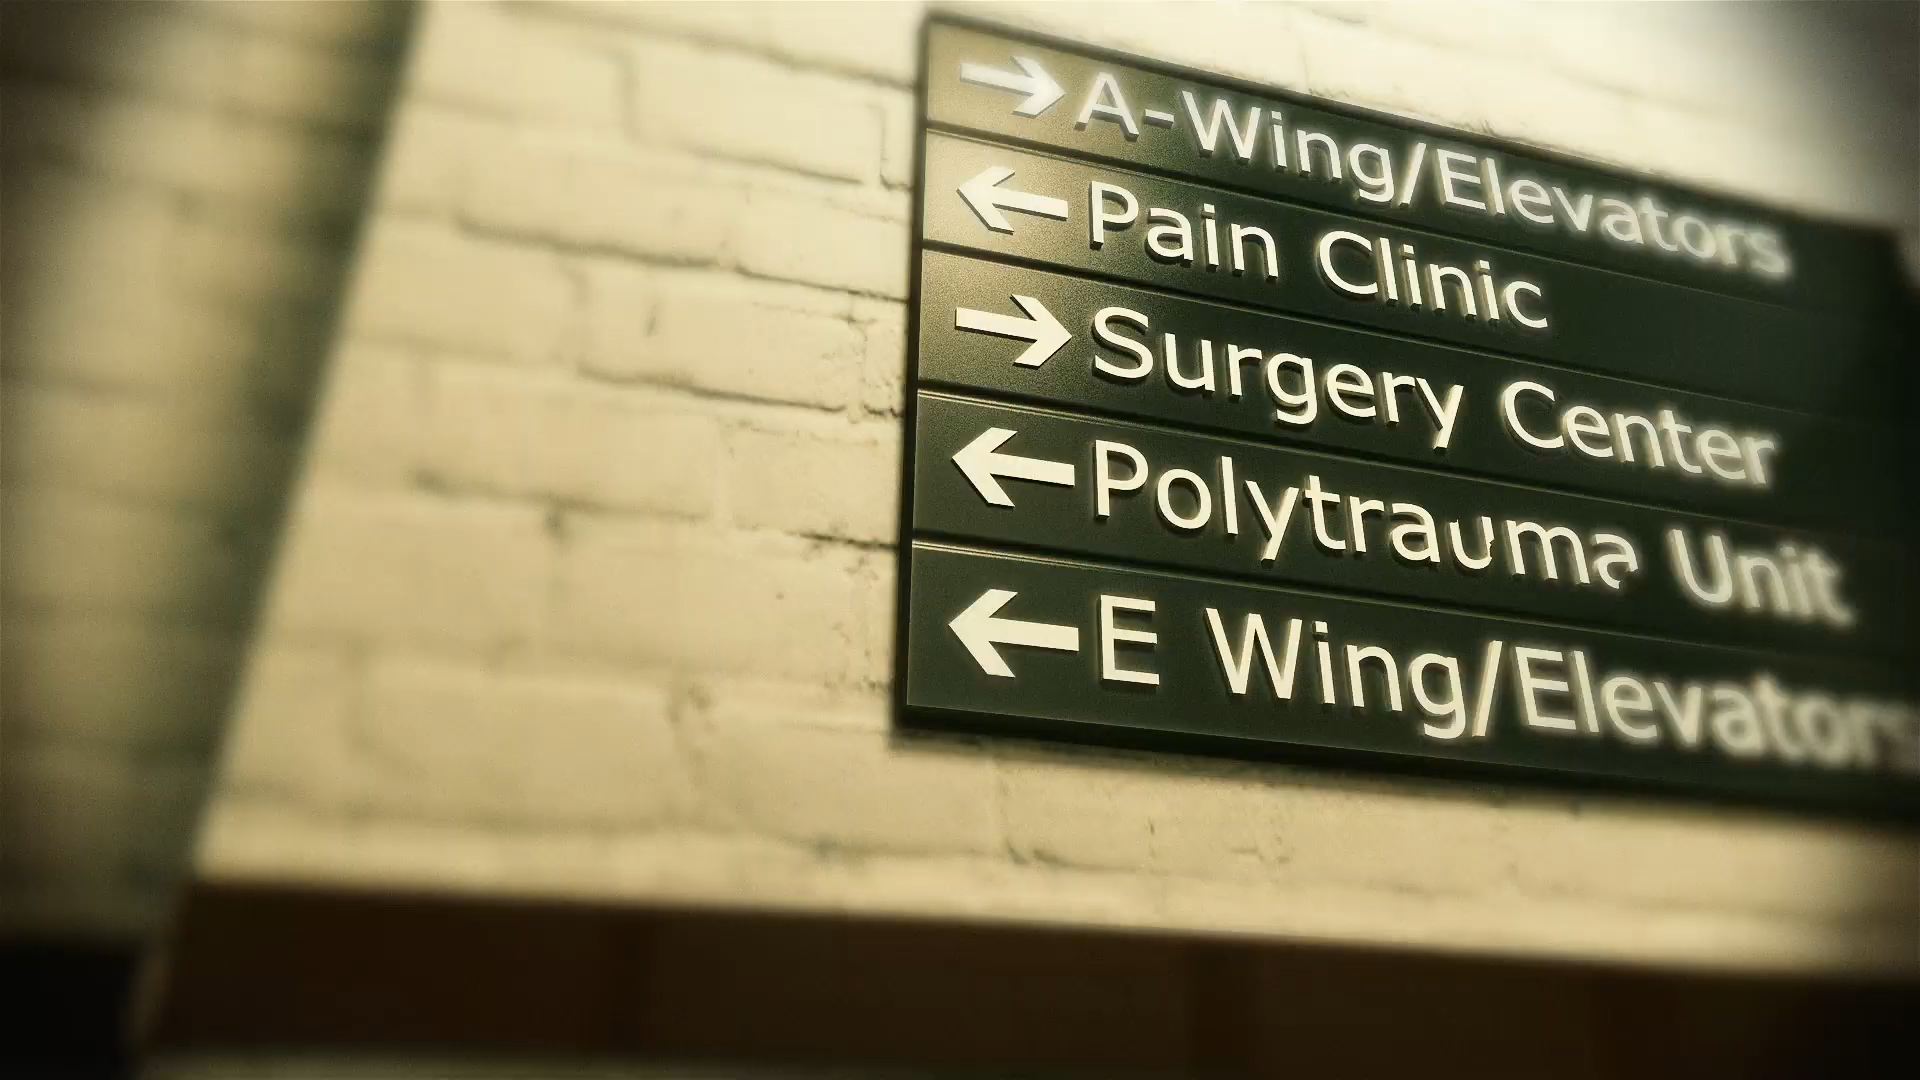 → A-Wing/Elevators
← Pain Clinic
→ Surgery Center
← Polytrauma Unit
← E Wing/Elevators